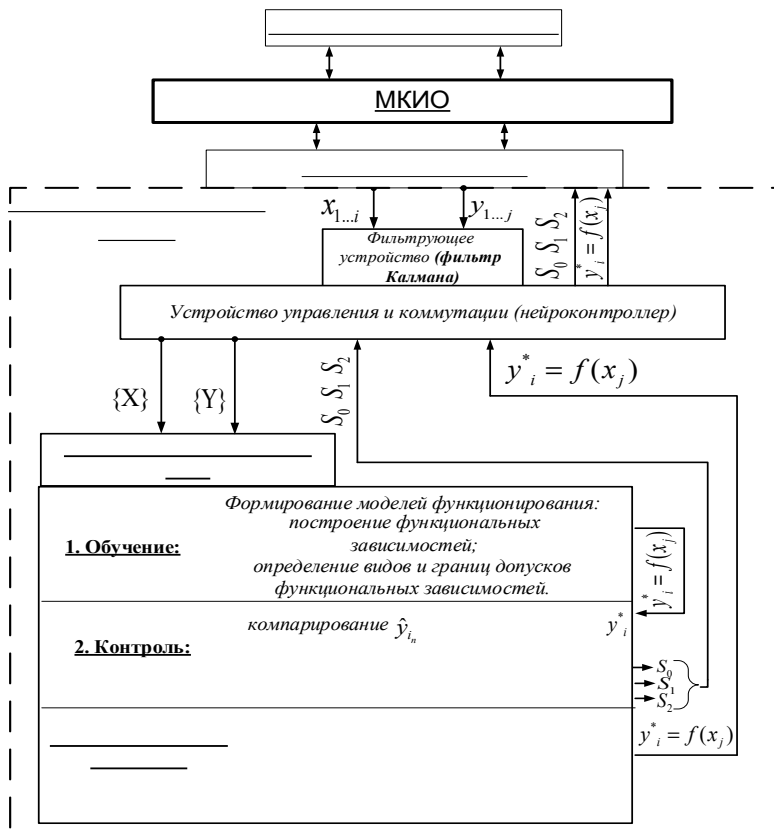 МКИО
x1...i
y1...j
S0 S1 S2
y*i = f(xj)
Фильтрующее
устройство (фильтр
Калмана)
Устройство управления и коммутации (нейроконтроллер)
{X}
{Y}
S0 S1 S2
y*i = f(xj)
Формирование моделей функционирования:
построение функциональных
зависимостей;
определение видов и границ допусков
функциональных зависимостей.
1. Обучение:
y*i = f(xj)
компарирование ŷin
y*i
2. Контроль:
S0
S1
S2
y*i = f(xj)